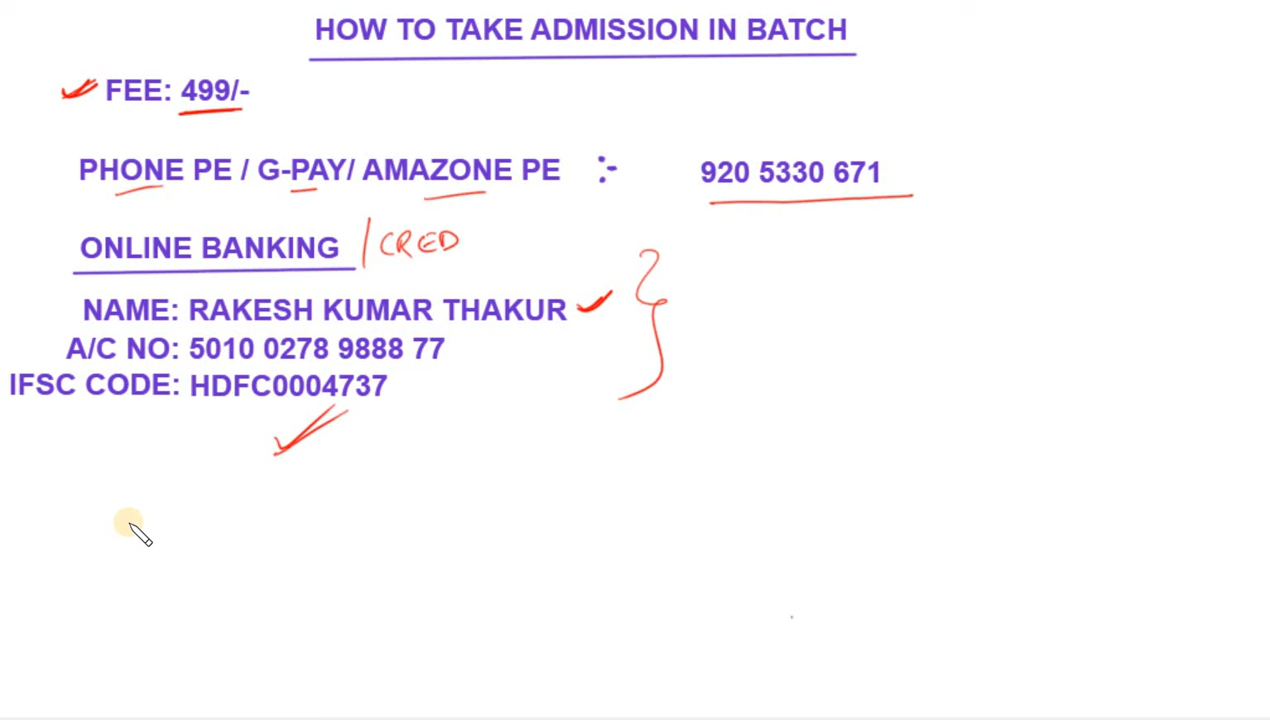 HOW TO TAKE ADMISSION IN BATCH
FEE: 499/-
PHONE PE / G-PAY/ AMAZONE PE :- 920 5330 671
ONLINE BANKING /CRED
NAME: RAKESH KUMAR THAKUR
A/C NO: 5010 0278 9888 77
IFSC CODE: HDFC0004737